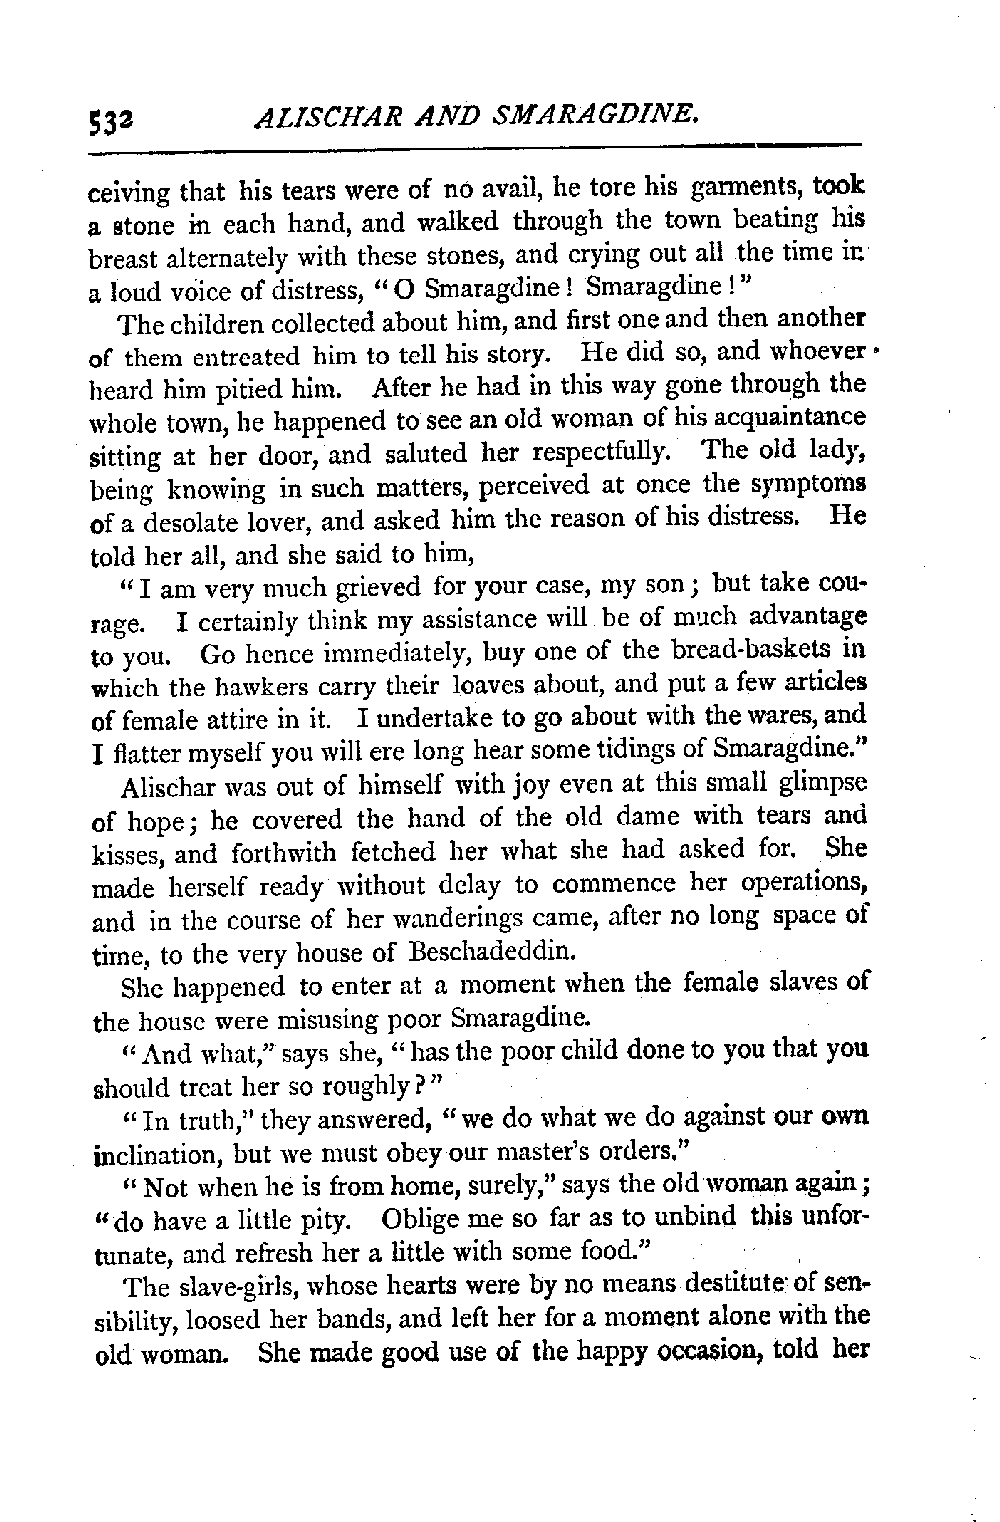 532 ALISCHAR AND SMARAGDINE.
ceiving that his tears were of no avail, he tore his garments, took
a stone in each hand, and walked through the town beating his
breast alternately with these stones, and crying out all the time in
a loud voice of distress, "O Smaragdine! Smaragdine!"
The children collected about him, and first one and then another
of them entreated him to tell his story. He did so, and whoever
heard him pitied him. After he had in this way gone through the
whole town, he happened to see an old woman of his acquaintance
sitting at her door, and saluted her respectfully. The old lady,
being knowing in such matters, perceived at once the symptoms
of a desolate lover, and asked him the reason of his distress. He
told her all, and she said to him,
"I am very much grieved for your case, my son; but take cou-
rage. I certainly think my assistance will be of much advantage
to you. Go hence immediately, buy one of the bread-baskets in
which the hawkers carry their loaves about, and put a few articles
of female attire in it. I undertake to go about with the wares, and
I flatter myself you will ere long hear some tidings of Smaragdine."
Alischar was out of himself with joy even at this small glimpse
of hope; he covered the hand of the old dame with tears and
kisses, and forthwith fetched her what she had asked for. She
made herself ready without delay to commence her operations,
and in the course of her wanderings came, after no long space of
time, to the very house of Beschadeddin.
She happened to enter at a moment when the female slaves of
the house were misusing poor Smaragdine.
"And what," says she, "has the poor child done to you that you
should treat her so roughly?"
"In truth," they answered, "we do what we do against our own
inclination, but we must obey our master's orders."
"Not when he is from home, surely," says the old woman again;
"do have a little pity. Oblige me so far as to unbind this unfor-
tunate, and refresh her a little with some food."
The slave-girls, whose hearts were by no means destitute of sen-
sibility, loosed her bands, and left her for a moment alone with the
old woman. She made good use of the happy occasion, told her